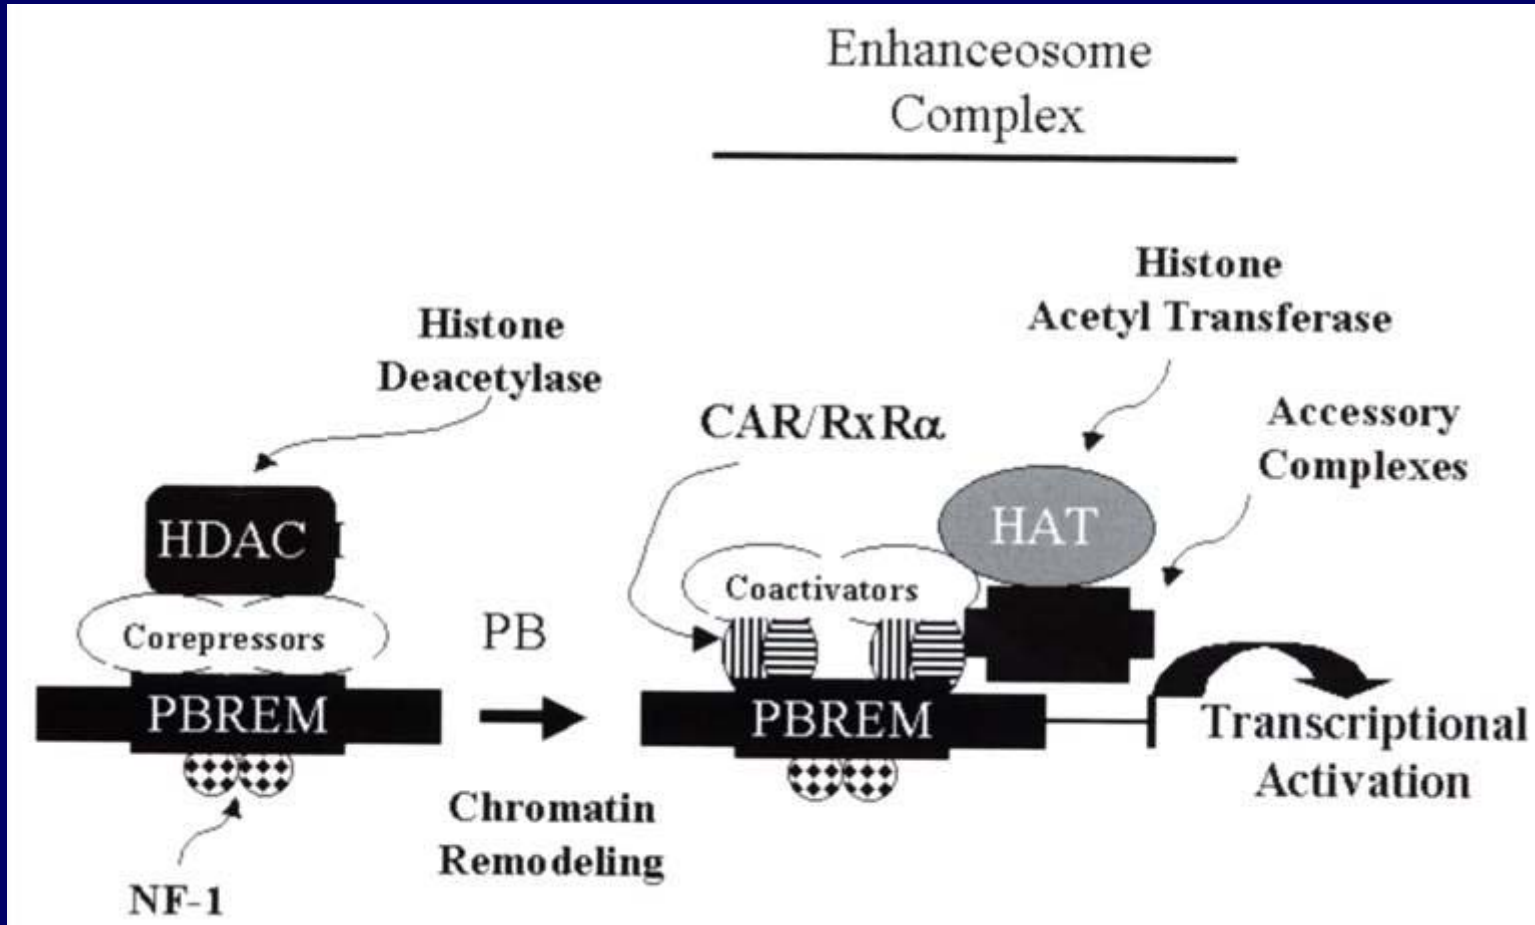 Enhanceosome
Complex
Histone
Deacetylase
Histone
Acetyl Transferase
CAR/RxRα
Accessory
Complexes
HDAC I
HAT
Corepressors
PB
Coactivators
PBREM
PBREM
Transcriptional
Activation
Chromatin
Remodeling
NF-1